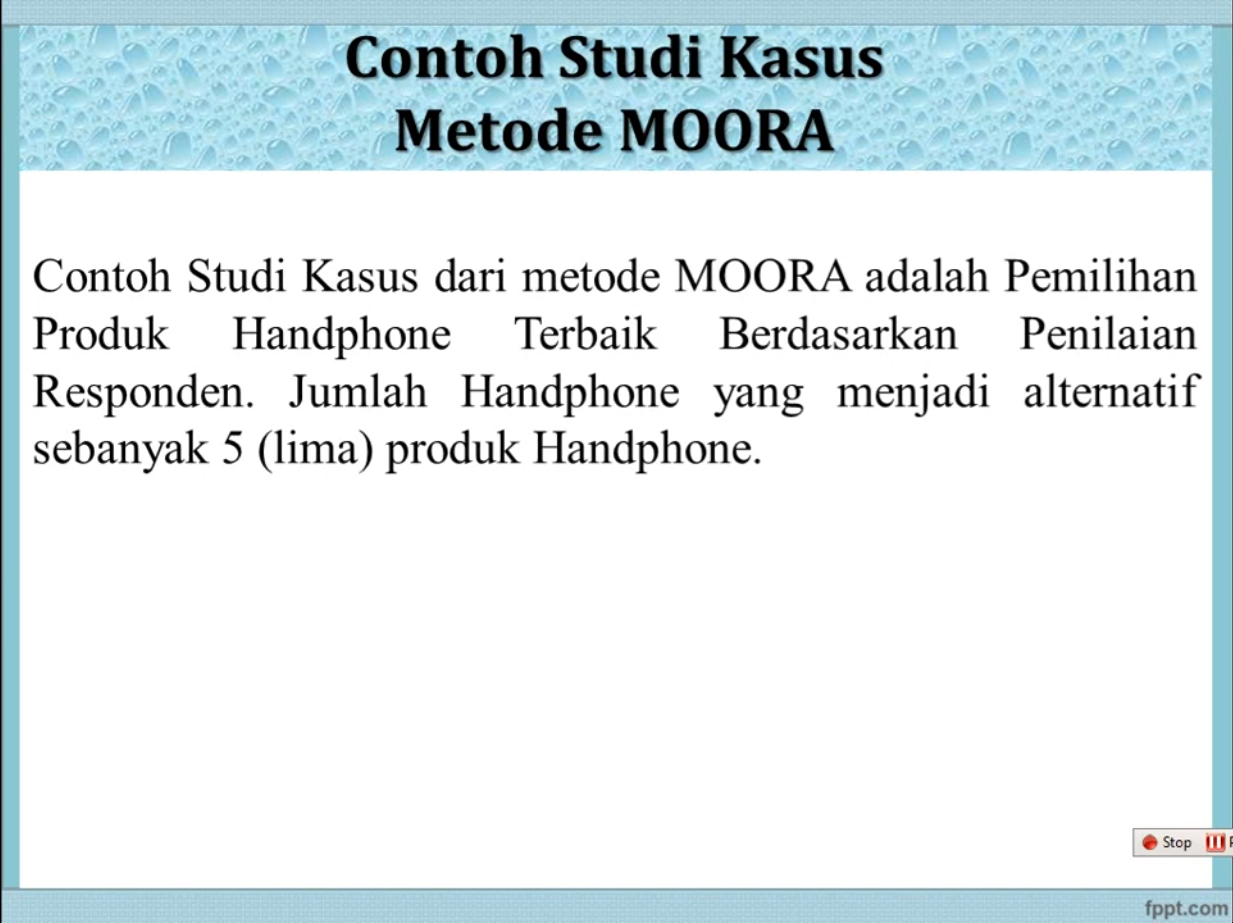 Contoh Studi Kasus
Metode MOORA
Contoh Studi Kasus dari metode MOORA adalah Pemilihan
Produk Handphone Terbaik Berdasarkan Penilaian
Responden. Jumlah Handphone yang menjadi alternatif
sebanyak 5 (lima) produk Handphone.
Stop
fppt.com